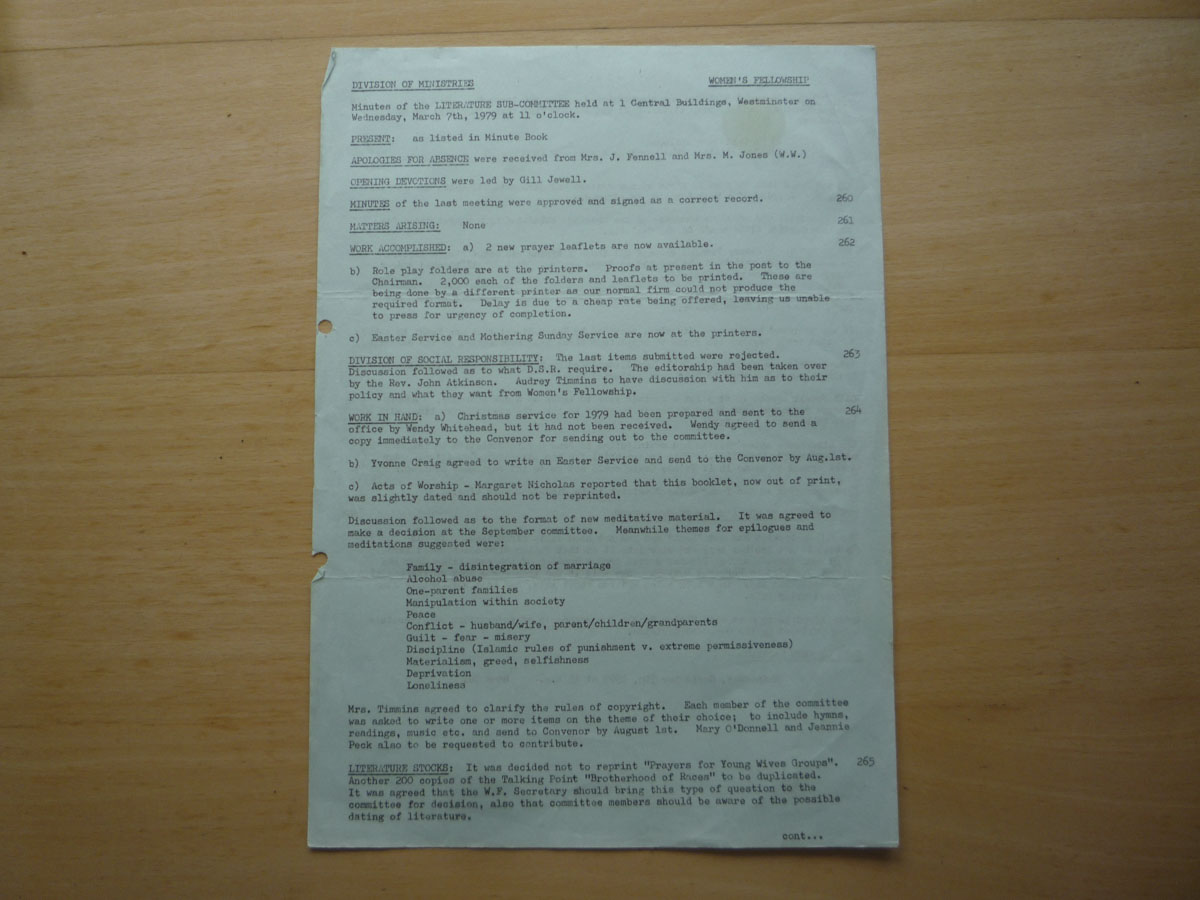 DIVISION OF MINISTRIES WOMEN'S FELLOWSHIP
Minutes of the LITERATURE SUB-COMMITTEE held at 1 Central Buildings, Westminster on
Wednesday, March 7th, 1979 at 11 o'clock.
PRESENT: as listed in Minute Book
APOLOGIES FOR ABSENCE were received from Mrs. J. Fennell and Mrs. M. Jones (W.W.)
OPENING DEVOTIONS were led by Gill Jewell.
MINUTES of the last meeting were approved and signed as a correct record. 260
MATTERS ARISING: None 261
WORK ACCOMPLISHED: a) 2 new prayer leaflets are now available. 262
b) Role play folders are at the printers. Proofs at present in the post to the
Chairman. 2,000 each of the folders and leaflets to be printed. These are
being done by a different printer as our normal firm could not produce the
required format. Delay is due to a cheap rate being offered, leaving us unable
to press for urgency of completion.
c) Easter Service and Mothering Sunday Service are now at the printers.
DIVISION OF SOCIAL RESPONSIBILITY: The last items submitted were rejected. 263
Discussion followed as to what D.S.R. require. The editorship had been taken over
by the Rev. John Atkinson. Audrey Timmins to have discussion with him as to their
policy and what they want from Women's Fellowship.
WORK IN HAND: a) Christmas service for 1979 had been prepared and sent to the 264
office by Wendy Whitehead, but it had not been received. Wendy agreed to send a
copy immediately to the Convenor for sending out to the committee.
b) Yvonne Craig agreed to write an Easter Service and send to the Convenor by Aug.1st.
c) Acts of Worship - Margaret Nicholas reported that this booklet, now out of print,
was slightly dated and should not be reprinted.
Discussion followed as to the format of new meditative material. It was agreed to
make a decision at the September committee. Meanwhile themes for epilogues and
meditations suggested were:
Family - disintegration of marriage
Alcohol abuse
One-parent families
Manipulation within society
Peace
Conflict - husband/wife, parent/children/grandparents
Guilt - fear - misery
Discipline (Islamic rules of punishment v. extreme permissiveness)
Materialism, greed, selfishness
Deprivation
Loneliness
Mrs. Timmins agreed to clarify the rules of copyright. Each member of the committee
was asked to write one or more items on the theme of their choice; to include hymns,
readings, music etc. and send to Convenor by August 1st. Mary O'Donnell and Jeannie
Peck also to be requested to contribute.
LITERATURE STOCKS: It was decided not to reprint "Prayers for Young Wives Groups". 265
Another 200 copies of the Talking Point "Brotherhood of Races" to be duplicated.
It was agreed that the W.F. Secretary should bring this type of question to the
committee for decision, also that committee members should be aware of the possible
dating of literature.
cont...